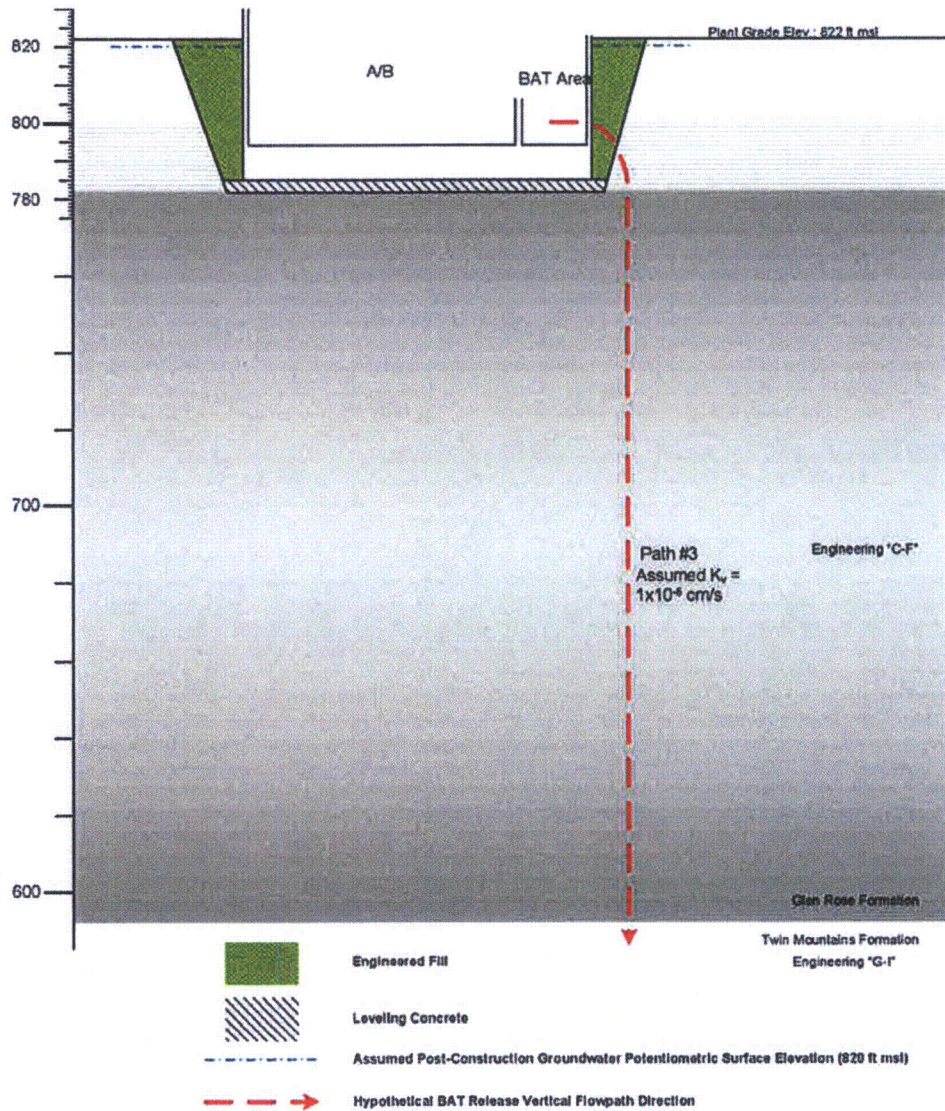 Plant Grade Elev.: 822 ft msl
820
A/B
BAT Area
800
780
700
Path #3
Assumed Kv =
1x10-6 cm/s
Engineering "C-F"
600
Glen Rose Formation
Twin Mountains Formation
Engineering "G-I"
Engineered Fill
Leveling Concrete
Assumed Post-Construction Groundwater Potentiometric Surface Elevation (820 ft msl)
Hypothetical BAT Release Vertical Flowpath Direction